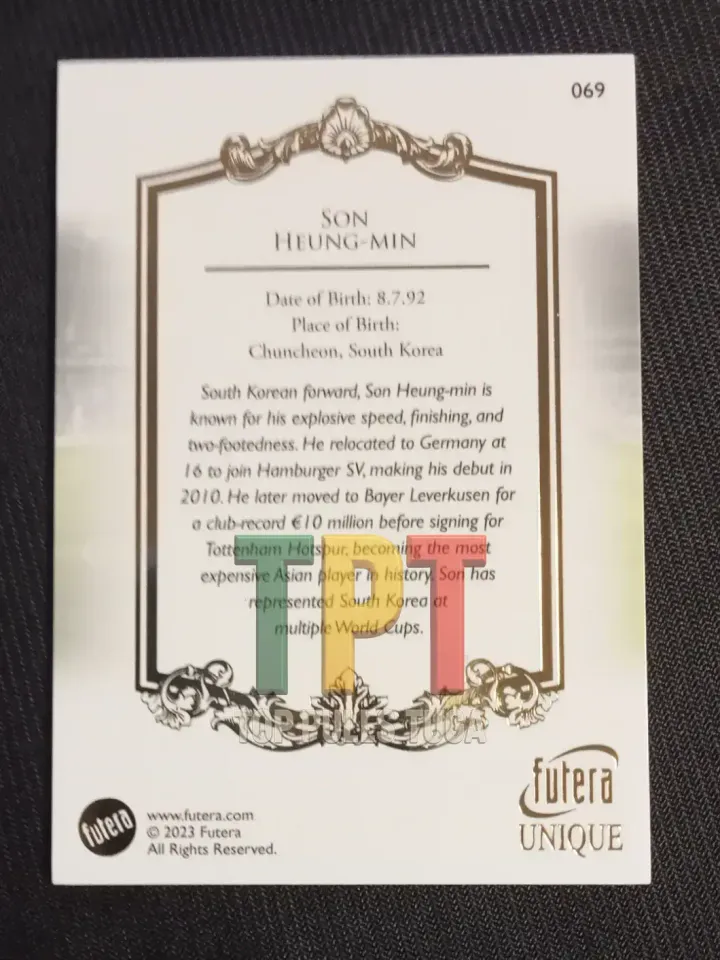 069
SON
HEUNG-MIN
Date of Birth: 8.7.92
Place of Birth:
Chuncheon, South Korea
South Korean forward, Son Heung-min is
known for his explosive speed, finishing, and
two-footedness. He relocated to Germany at
16 to join Hamburger SV, making his debut in
2010. He later moved to Bayer Leverkusen for
a club-record €10 million before signing for
Tottenham Hotspur, becoming the most
expensive Asian player in history. Son has
represented South Korea at
multiple World Cups.
TPT
TOP PULLS TUGA
futera
UNIQUE
futera
www.futera.com
© 2023 Futera
All Rights Reserved.